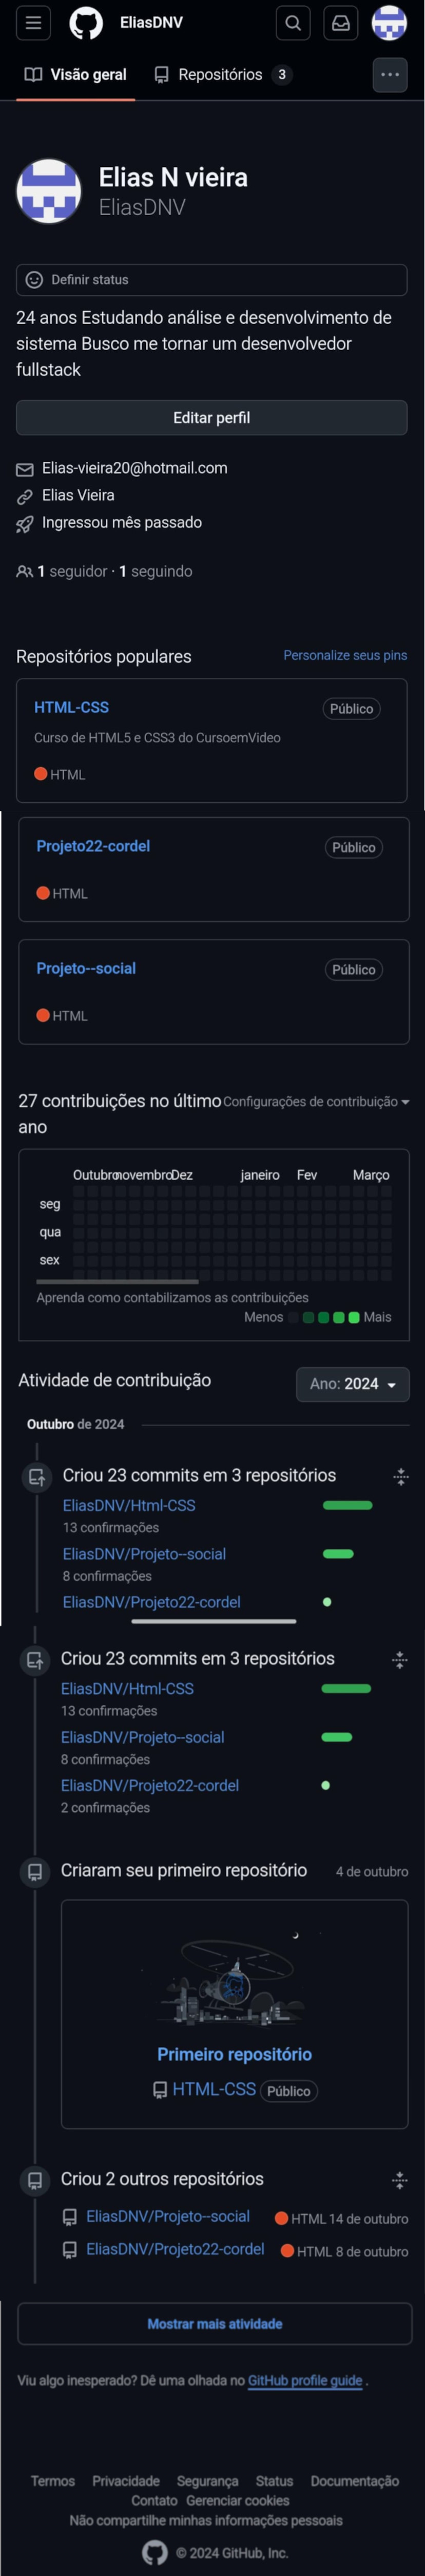 EliasDNV
Visão geral
Repositórios 3
Elias N vieira
EliasDNV
Definir status
24 anos Estudando análise e desenvolvimento de
sistema Busco me tornar um desenvolvedor
fullstack
Editar perfil
Elias-vieira20@hotmail.com
Elias Vieira
Ingressou mês passado
1 seguidor · 1 seguindo
Repositórios populares Personalize seus pins
HTML-CSS Público
Curso de HTML5 e CSS3 do CursoemVideo
HTML
Projeto22-cordel Público
HTML
Projeto--social Público
HTML
27 contribuições no último Configurações de contribuição
ano
Outubro novembro Dez janeiro Fev Março
seg
qua
sex
Aprenda como contabilizamos as contribuições
Menos Mais
Atividade de contribuição Ano: 2024
Outubro de 2024
Criou 23 commits em 3 repositórios
EliasDNV/Html-CSS
13 confirmações
EliasDNV/Projeto--social
8 confirmações
EliasDNV/Projeto22-cordel
Criou 23 commits em 3 repositórios
EliasDNV/Html-CSS
13 confirmações
EliasDNV/Projeto--social
8 confirmações
EliasDNV/Projeto22-cordel
2 confirmações
Criaram seu primeiro repositório 4 de outubro
Primeiro repositório
HTML-CSS Público
Criou 2 outros repositórios
EliasDNV/Projeto--social HTML 14 de outubro
EliasDNV/Projeto22-cordel HTML 8 de outubro
Mostrar mais atividade
Viu algo inesperado? Dê uma olhada no GitHub profile guide .
Termos Privacidade Segurança Status Documentação
Contato Gerenciar cookies
Não compartilhe minhas informações pessoais
© 2024 GitHub, Inc.